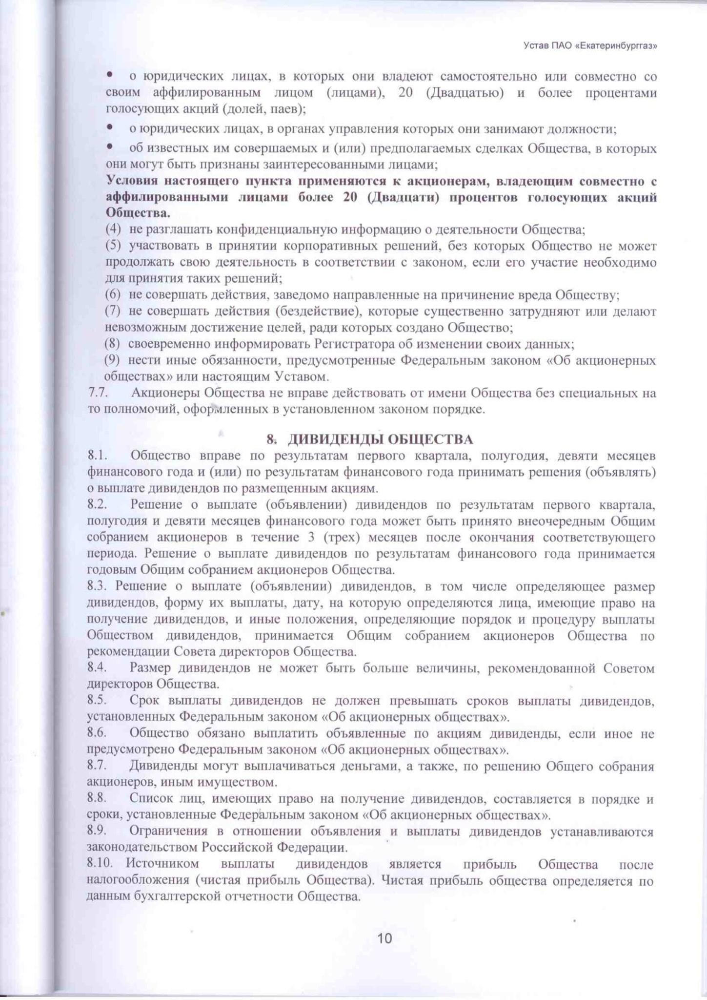 Устав ПАО «Екатеринбурггаз»
• о юридических лицах, в которых они владеют самостоятельно или совместно со
своим аффилированным лицом (лицами), 20 (Двадцатью) и более процентами
голосующих акций (долей, паев);
• о юридических лицах, в органах управления которых они занимают должности;
• об известных им совершаемых и (или) предполагаемых сделках Общества, в которых
они могут быть признаны заинтересованными лицами;
Условия настоящего пункта применяются к акционерам, владеющим совместно с
аффилированными лицами более 20 (Двадцати) процентов голосующих акций
Общества.
(4) не разглашать конфиденциальную информацию о деятельности Общества;
(5) участвовать в принятии корпоративных решений, без которых Общество не может
продолжать свою деятельность в соответствии с законом, если его участие необходимо
для принятия таких решений;
(6) не совершать действия, заведомо направленные на причинение вреда Обществу;
(7) не совершать действия (бездействие), которые существенно затрудняют или делают
невозможным достижение целей, ради которых создано Общество;
(8) своевременно информировать Регистратора об изменении своих данных;
(9) нести иные обязанности, предусмотренные Федеральным законом «Об акционерных
обществах» или настоящим Уставом.
7.7. Акционеры Общества не вправе действовать от имени Общества без специальных на
то полномочий, оформленных в установленном законом порядке.
8. ДИВИДЕНДЫ ОБЩЕСТВА
8.1. Общество вправе по результатам первого квартала, полугодия, девяти месяцев
финансового года и (или) по результатам финансового года принимать решения (объявлять)
о выплате дивидендов по размещенным акциям.
8.2. Решение о выплате (объявлении) дивидендов по результатам первого квартала,
полугодия и девяти месяцев финансового года может быть принято внеочередным Общим
собранием акционеров в течение 3 (трех) месяцев после окончания соответствующего
периода. Решение о выплате дивидендов по результатам финансового года принимается
годовым Общим собранием акционеров Общества.
8.3. Решение о выплате (объявлении) дивидендов, в том числе определяющее размер
дивидендов, форму их выплаты, дату, на которую определяются лица, имеющие право на
получение дивидендов, и иные положения, определяющие порядок и процедуру выплаты
Обществом дивидендов, принимается Общим собранием акционеров Общества по
рекомендации Совета директоров Общества.
8.4. Размер дивидендов не может быть больше величины, рекомендованной Советом
директоров Общества.
8.5. Срок выплаты дивидендов не должен превышать сроков выплаты дивидендов,
установленных Федеральным законом «Об акционерных обществах».
8.6. Общество обязано выплатить объявленные по акциям дивиденды, если иное не
предусмотрено Федеральным законом «Об акционерных обществах».
8.7. Дивиденды могут выплачиваться деньгами, а также, по решению Общего собрания
акционеров, иным имуществом.
8.8. Список лиц, имеющих право на получение дивидендов, составляется в порядке и
сроки, установленные Федеральным законом «Об акционерных обществах».
8.9. Ограничения в отношении объявления и выплаты дивидендов устанавливаются
законодательством Российской Федерации.
8.10. Источником выплаты дивидендов является прибыль Общества после
налогообложения (чистая прибыль Общества). Чистая прибыль общества определяется по
данным бухгалтерской отчетности Общества.
10